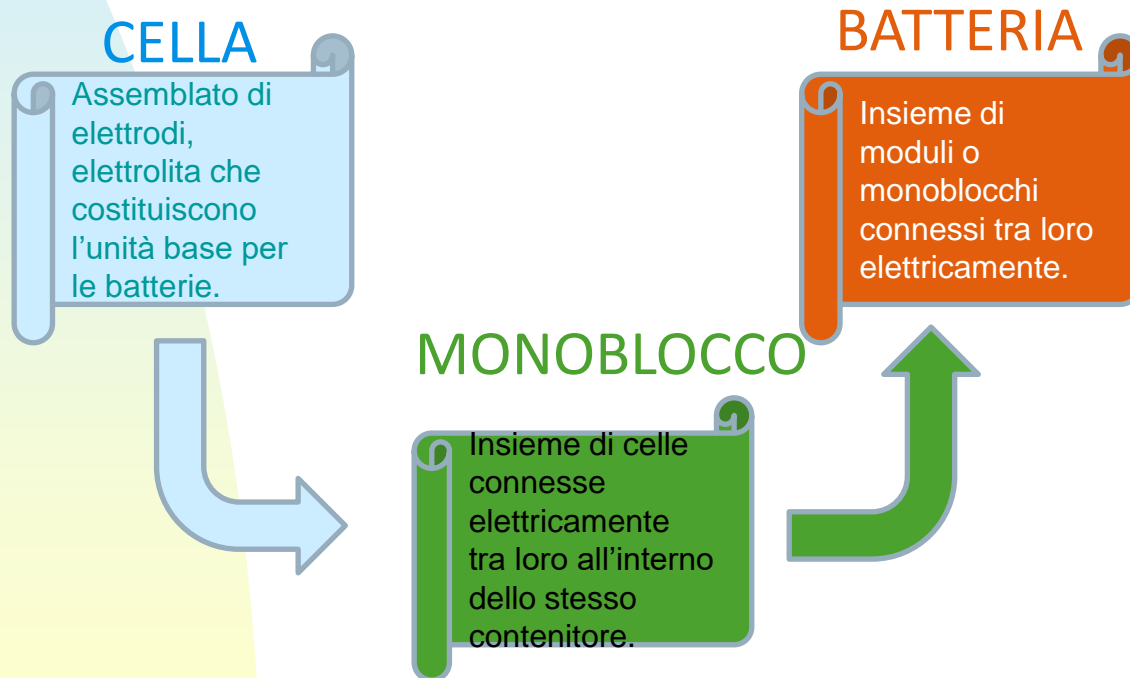 CELLA
Assemblato di
elettrodi,
elettrolita che
costituiscono
l’unità base per
le batterie.
MONOBLOCCO
Insieme di celle
connesse
elettricamente
tra loro all’interno
dello stesso
contenitore.
BATTERIA
Insieme di
moduli o
monoblocchi
connessi tra loro
elettricamente.